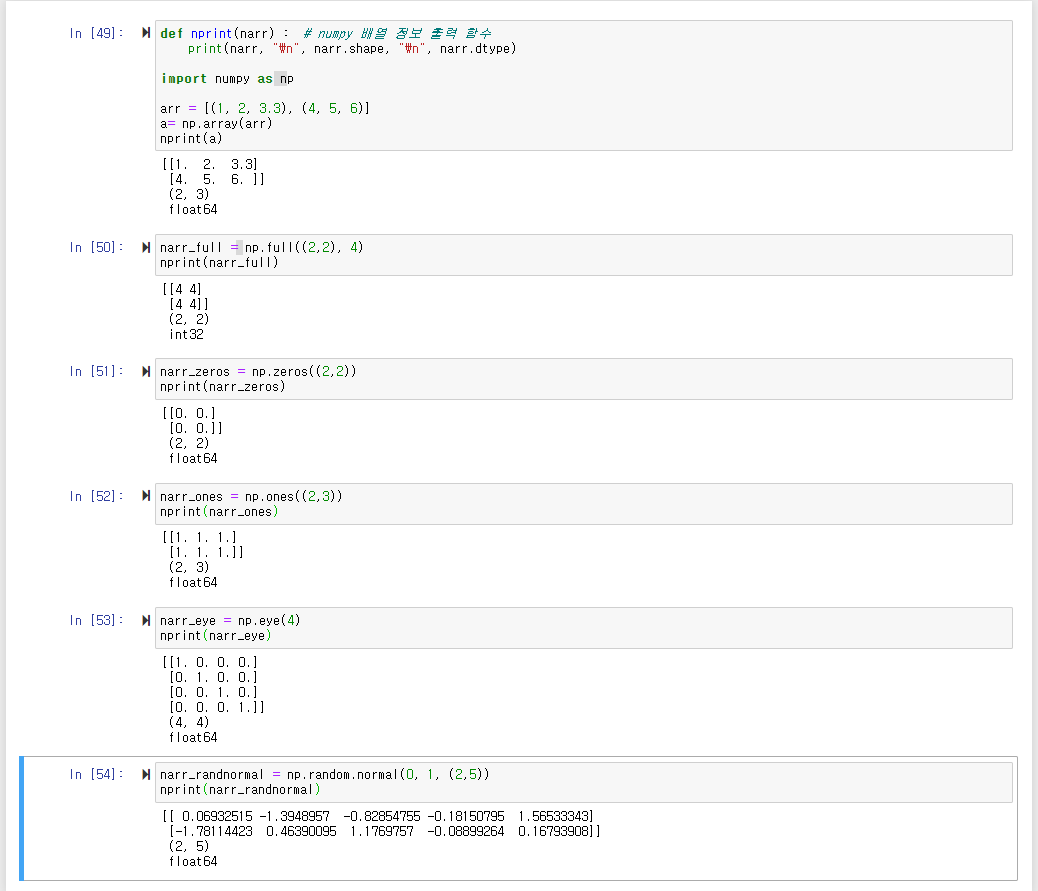 In [49]:
def nprint(narr) :  # numpy 배열 정보 출력 함수
    print(narr, "₩n", narr.shape, "₩n", narr.dtype)
import numpy as np
arr = [(1, 2, 3.3), (4, 5, 6)]
a= np.array(arr)
nprint(a)
[[1.  2.  3.3]
 [4.  5.  6. ]]
 (2, 3)
 float64
In [50]:
narr_full = np.full((2,2), 4)
nprint(narr_full)
[[4 4]
 [4 4]]
 (2, 2)
 int32
In [51]:
narr_zeros = np.zeros((2,2))
nprint(narr_zeros)
[[0. 0.]
 [0. 0.]]
 (2, 2)
 float64
In [52]:
narr_ones = np.ones((2,3))
nprint(narr_ones)
[[1. 1. 1.]
 [1. 1. 1.]]
 (2, 3)
 float64
In [53]:
narr_eye = np.eye(4)
nprint(narr_eye)
[[1. 0. 0. 0.]
 [0. 1. 0. 0.]
 [0. 0. 1. 0.]
 [0. 0. 0. 1.]]
 (4, 4)
 float64
In [54]:
narr_randnormal = np.random.normal(0, 1, (2,5))
nprint(narr_randnormal)
[[ 0.06932515 -1.3948957  -0.82854755 -0.18150795  1.56533343]
 [-1.78114423  0.46390095  1.1769757  -0.08899264  0.16793908]]
 (2, 5)
 float64